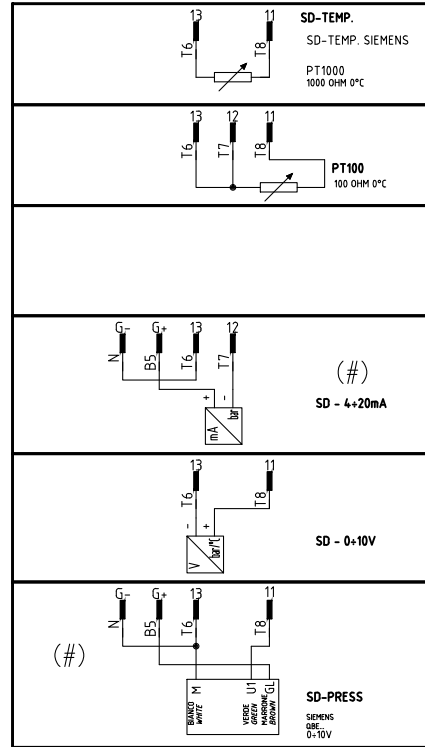 13 11 SD-TEMP.
SD-TEMP. SIEMENS
T6 T8
PT1000
1000 OHM 0°C
13 12 11
T6 T7 T8
PT100
100 OHM 0°C
G- G+ 13 12
N B5 T6 T7
(#)
+ -
mA bar
SD - 4÷20mA
13 11
T6 T8
- +
V bar/°C
SD - 0÷10V
G- G+ 13 11
N B5 T6 T8
(#)
M U1 GL
BIANCO VERDE MARRONE
WHITE GREEN BROWN
SD-PRESS
SIEMENS
QBE...
0÷10V